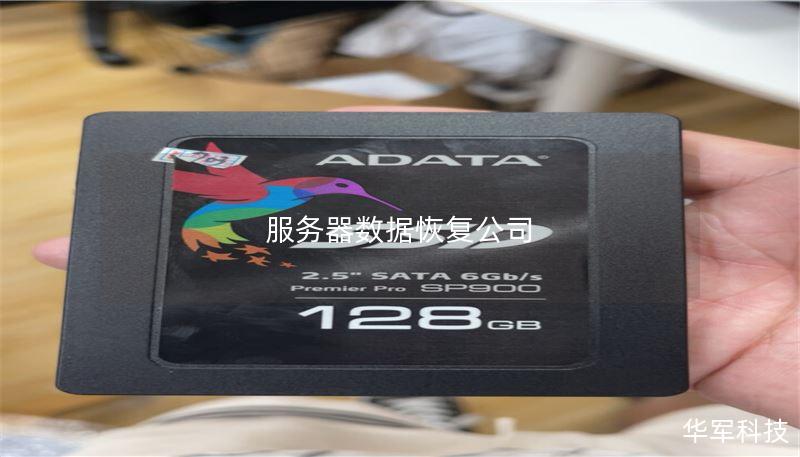 ADATA®
服务器数据恢复公司
2.5" SATA 6Gb/s
Premier Pro SP900
128GB
华军科技